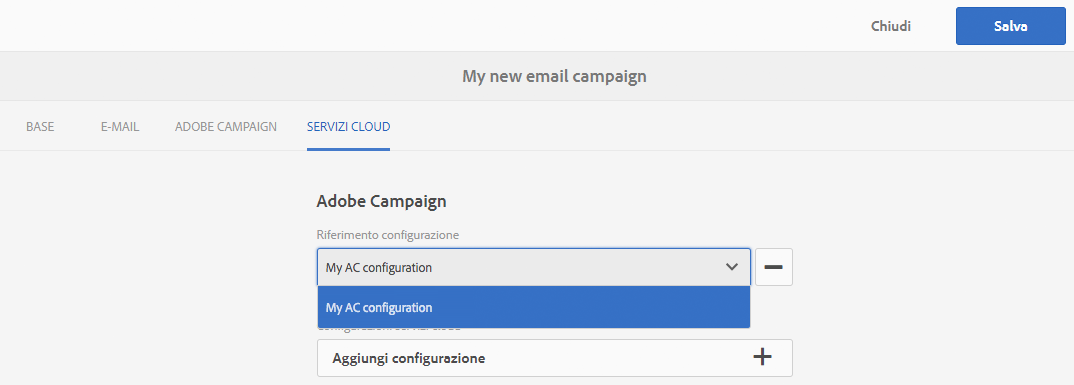 Chiudi Salva
My new email campaign
BASE E-MAIL ADOBE CAMPAIGN SERVIZI CLOUD
Adobe Campaign
Riferimento configurazione
My AC configuration
My AC configuration
Aggiungi configurazione